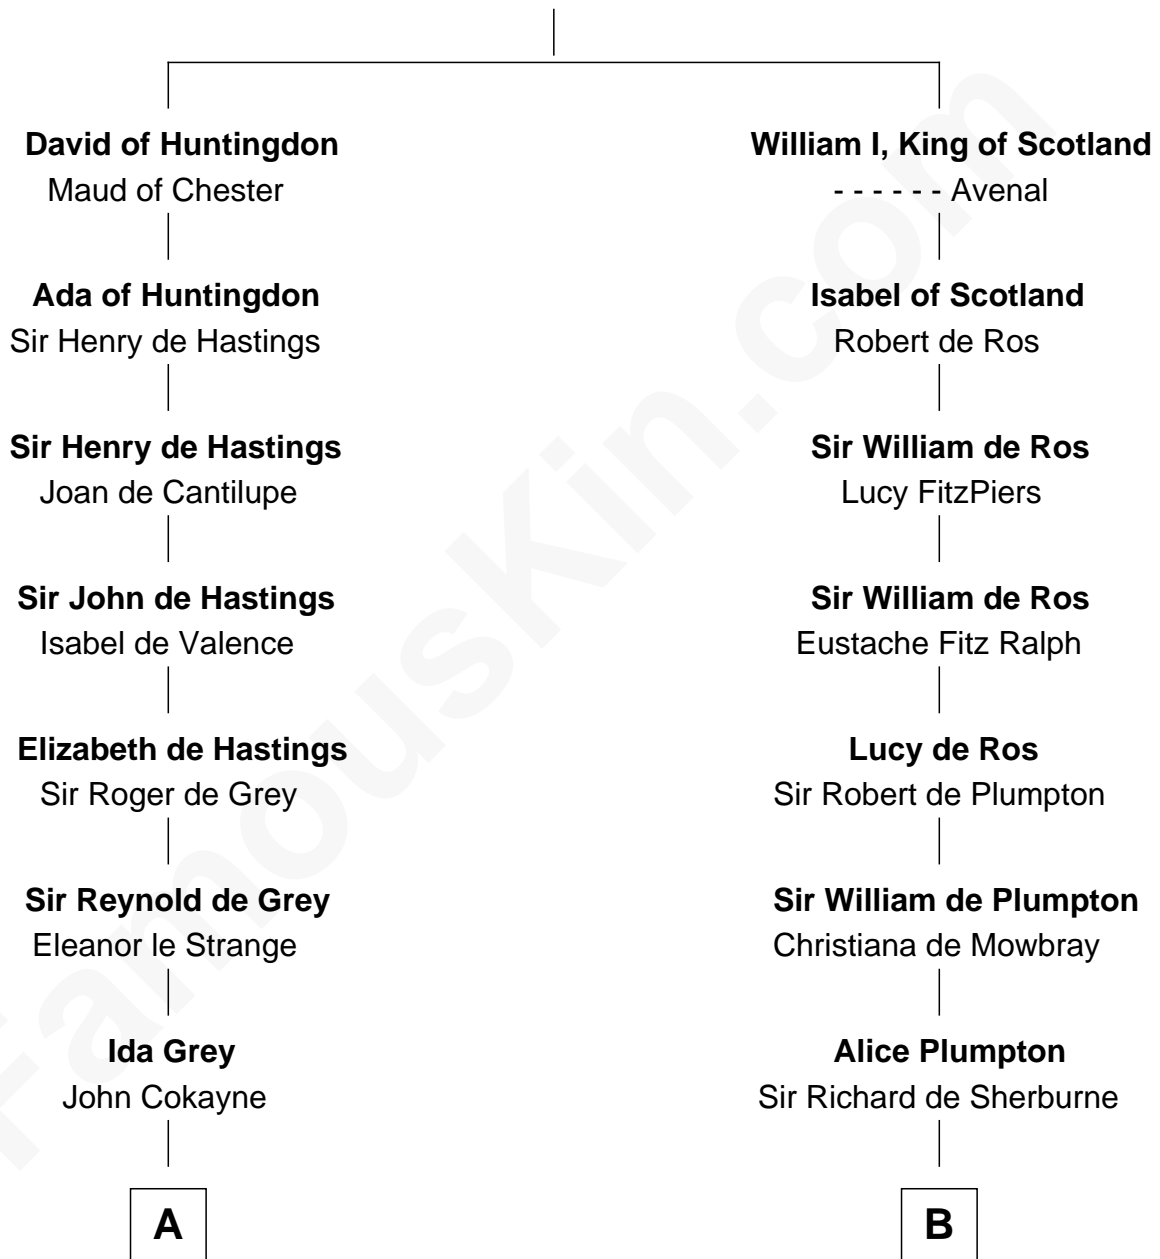 David of Huntingdon
Maud of Chester
Ada of Huntingdon
Sir Henry de Hastings
Sir Henry de Hastings
Joan de Cantilupe
Sir John de Hastings
Isabel de Valence
Elizabeth de Hastings
Sir Roger de Grey
Sir Reynold de Grey
Eleanor le Strange
Ida Grey
John Cokayne
A
William I, King of Scotland
- - - - - - Avenal
Isabel of Scotland
Robert de Ros
Sir William de Ros
Lucy FitzPiers
Sir William de Ros
Eustache Fitz Ralph
Lucy de Ros
Sir Robert de Plumpton
Sir William de Plumpton
Christiana de Mowbray
Alice Plumpton
Sir Richard de Sherburne
B
FamousKin.com